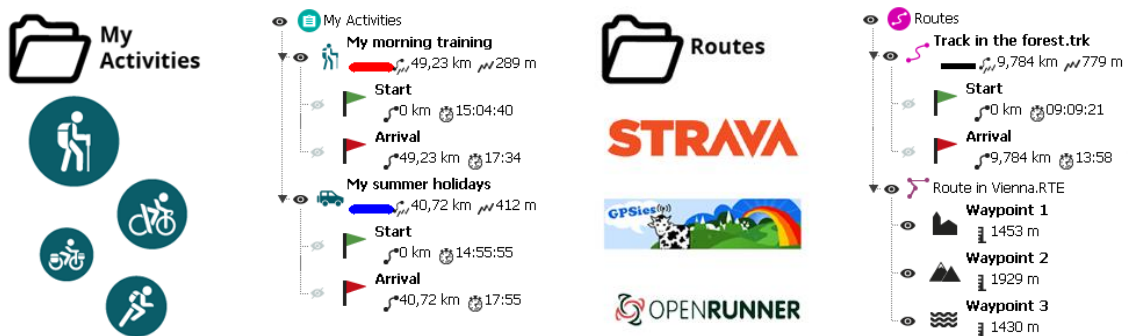 My
Activities
My Activities
My morning training
49,23 km 289 m
Start
0 km 15:04:40
Arrival
49,23 km 17:34
My summer holidays
40,72 km 412 m
Start
0 km 14:55:55
Arrival
40,72 km 17:55
Routes
STRAVA
GPSies
OPENRUNNER
Routes
Track in the forest.trk
9,784 km 779 m
Start
0 km 09:09:21
Arrival
9,784 km 13:58
Route in Vienna.RTE
Waypoint 1
1453 m
Waypoint 2
1929 m
Waypoint 3
1430 m